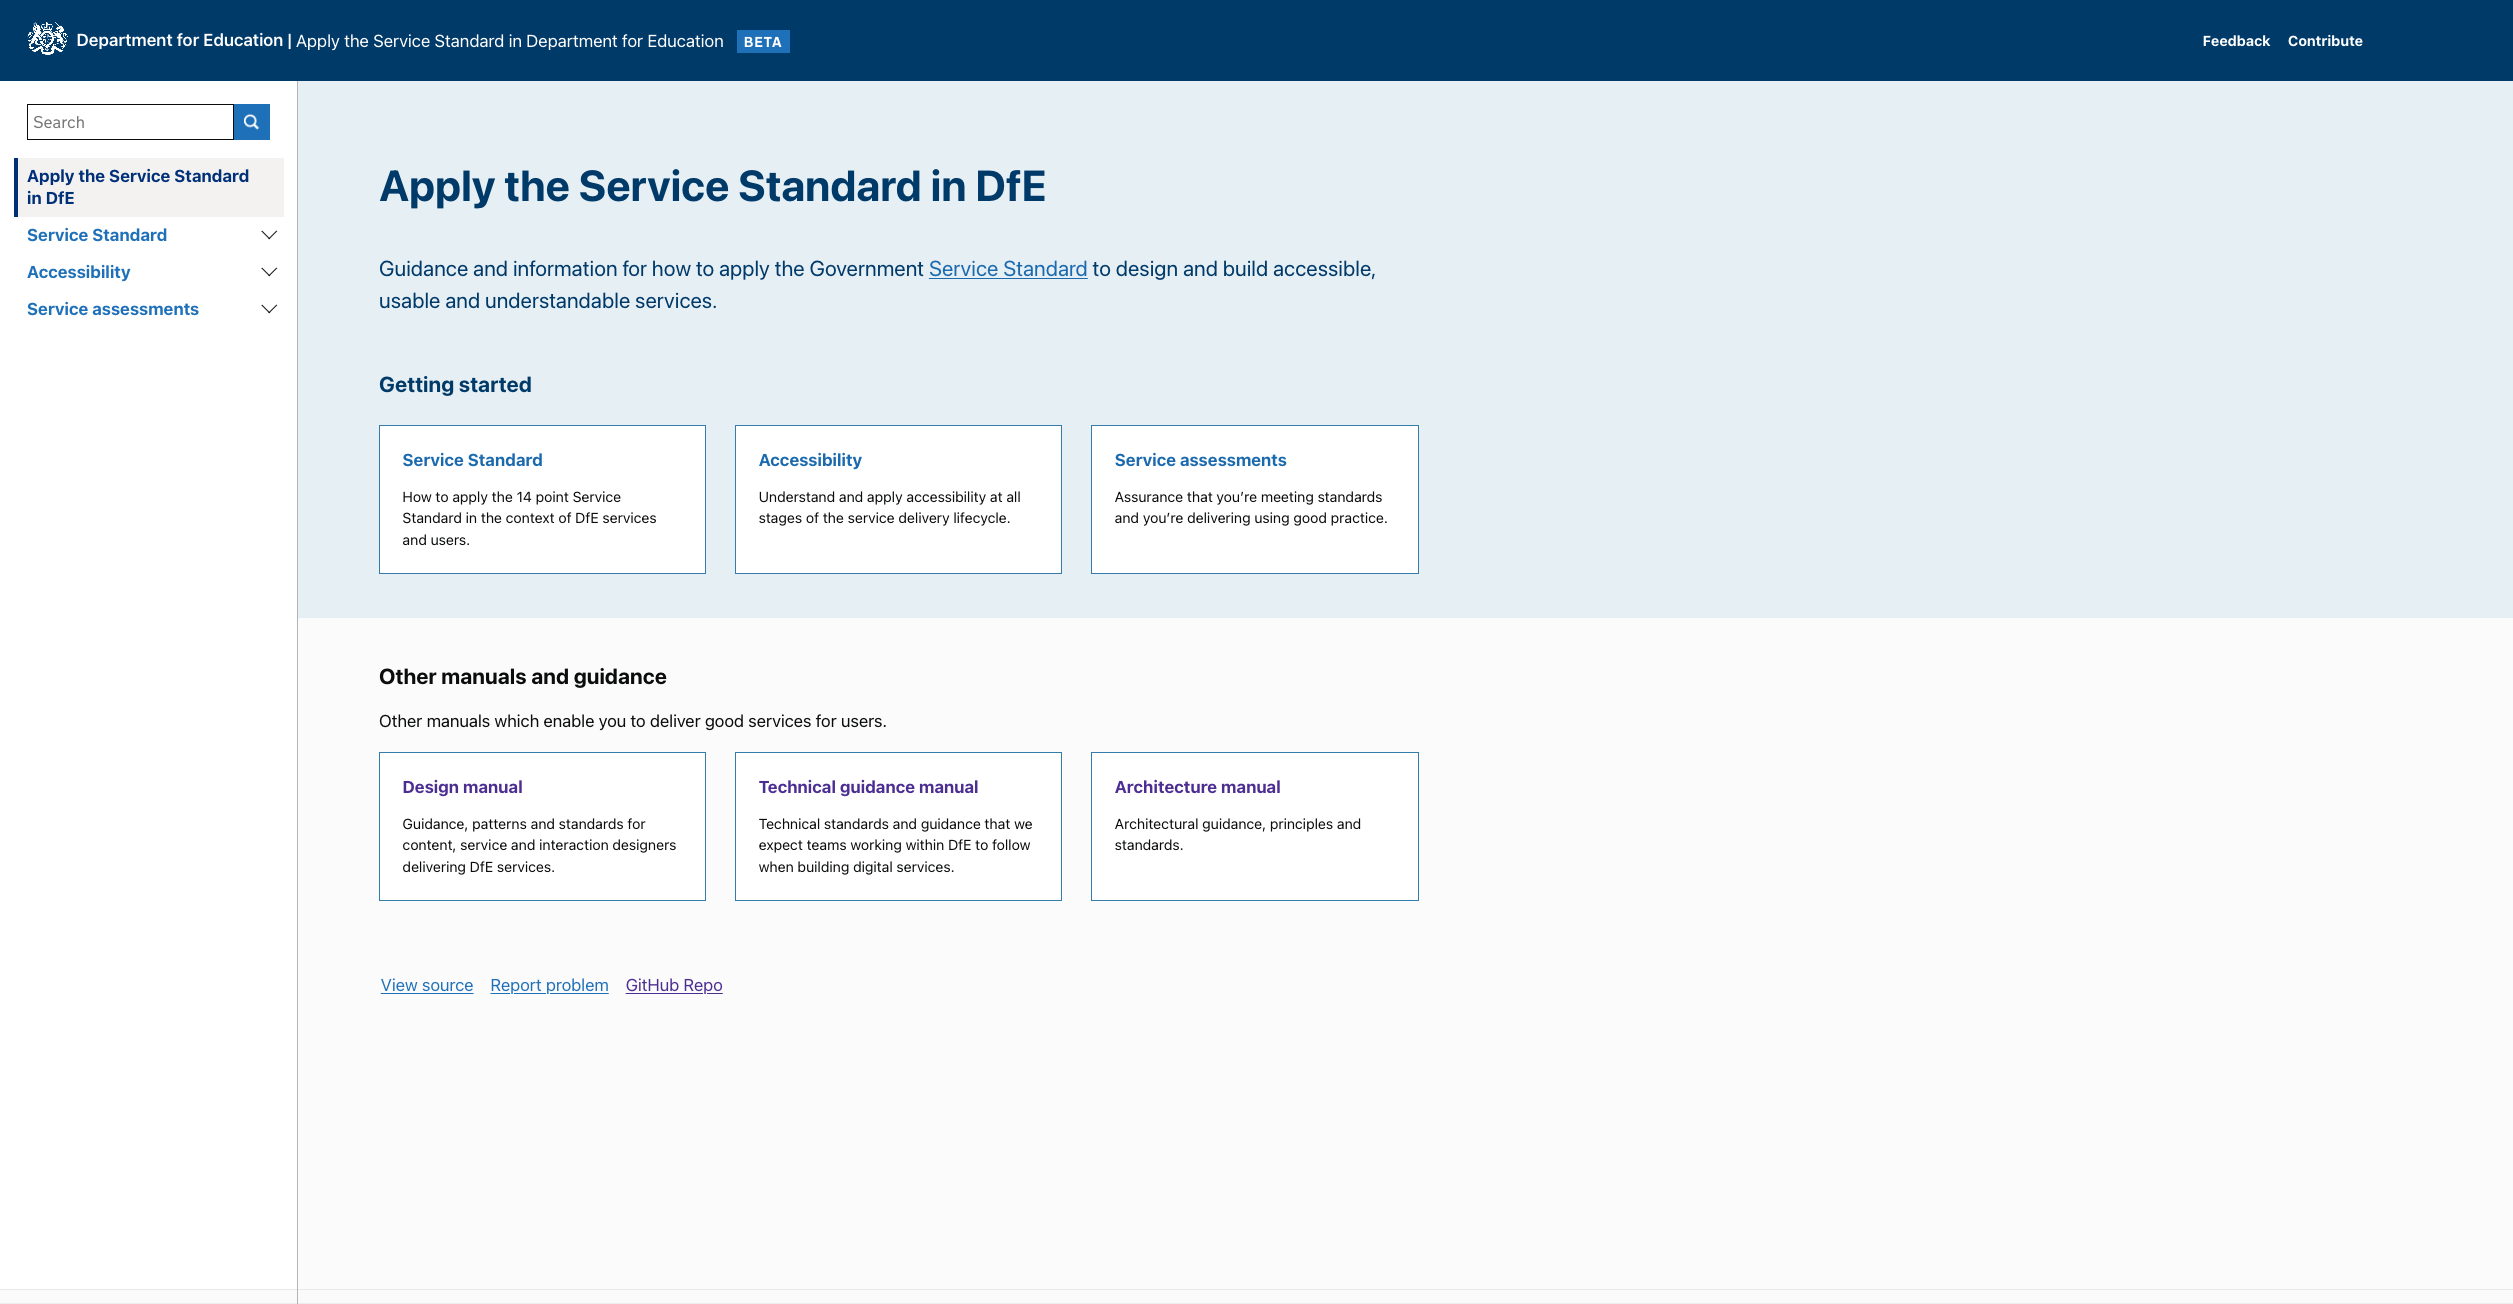 Department for Education | Apply the Service Standard in Department for Education BETA
Feedback Contribute
Search
Apply the Service Standard
in DfE
Service Standard
Accessibility
Service assessments
Apply the Service Standard in DfE
Guidance and information for how to apply the Government Service Standard to design and build accessible,
usable and understandable services.
Getting started
Service Standard
How to apply the 14 point Service
Standard in the context of DfE services
and users.
Accessibility
Understand and apply accessibility at all
stages of the service delivery lifecycle.
Service assessments
Assurance that you’re meeting standards
and you’re delivering using good practice.
Other manuals and guidance
Other manuals which enable you to deliver good services for users.
Design manual
Guidance, patterns and standards for
content, service and interaction designers
delivering DfE services.
Technical guidance manual
Technical standards and guidance that we
expect teams working within DfE to follow
when building digital services.
Architecture manual
Architectural guidance, principles and
standards.
View source Report problem GitHub Repo